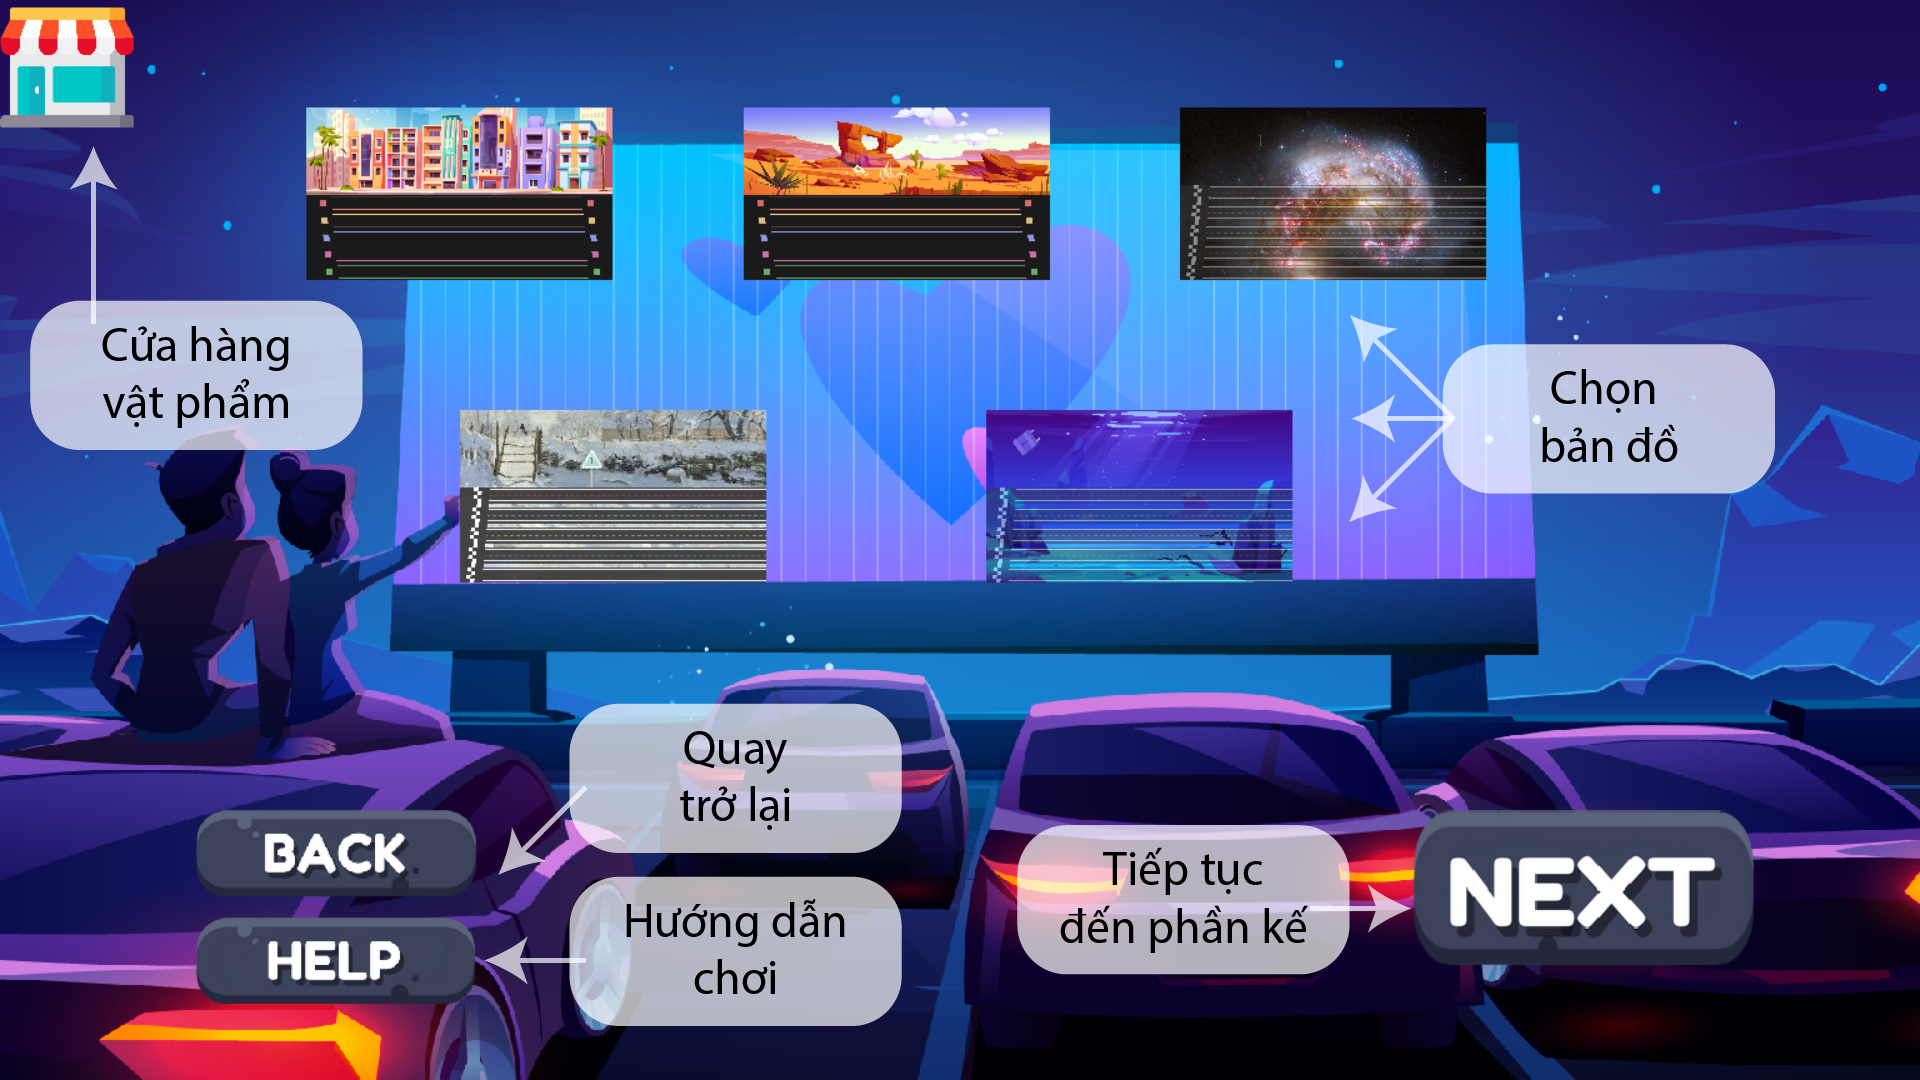 Cửa hàng
vật phẩm
Chọn
bản đồ
Quay
trở lại
BACK
Hướng dẫn
chơi
HELP
Tiếp tục
đến phần kế
NEXT